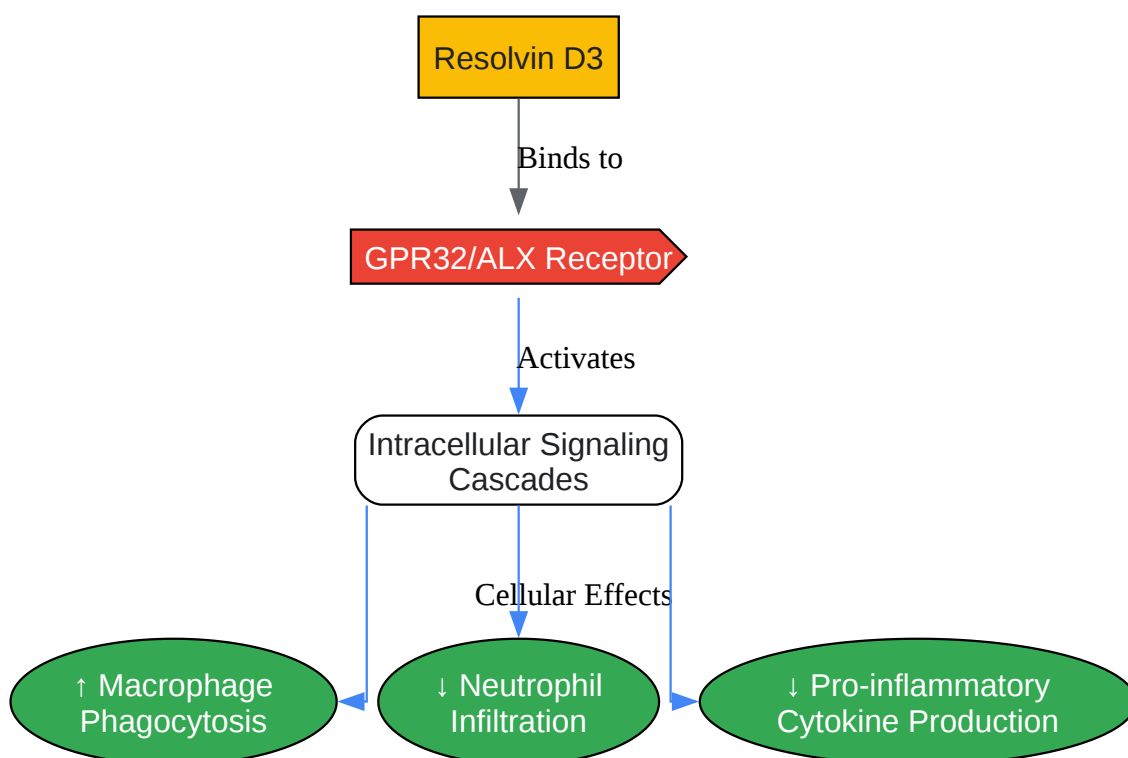 Resolvin D3
Binds to
GPR32/ALX Receptor
Activates
Intracellular Signaling
Cascades
Cellular Effects
↑ Macrophage
Phagocytosis
↓ Neutrophil
Infiltration
↓ Pro-inflammatory
Cytokine Production